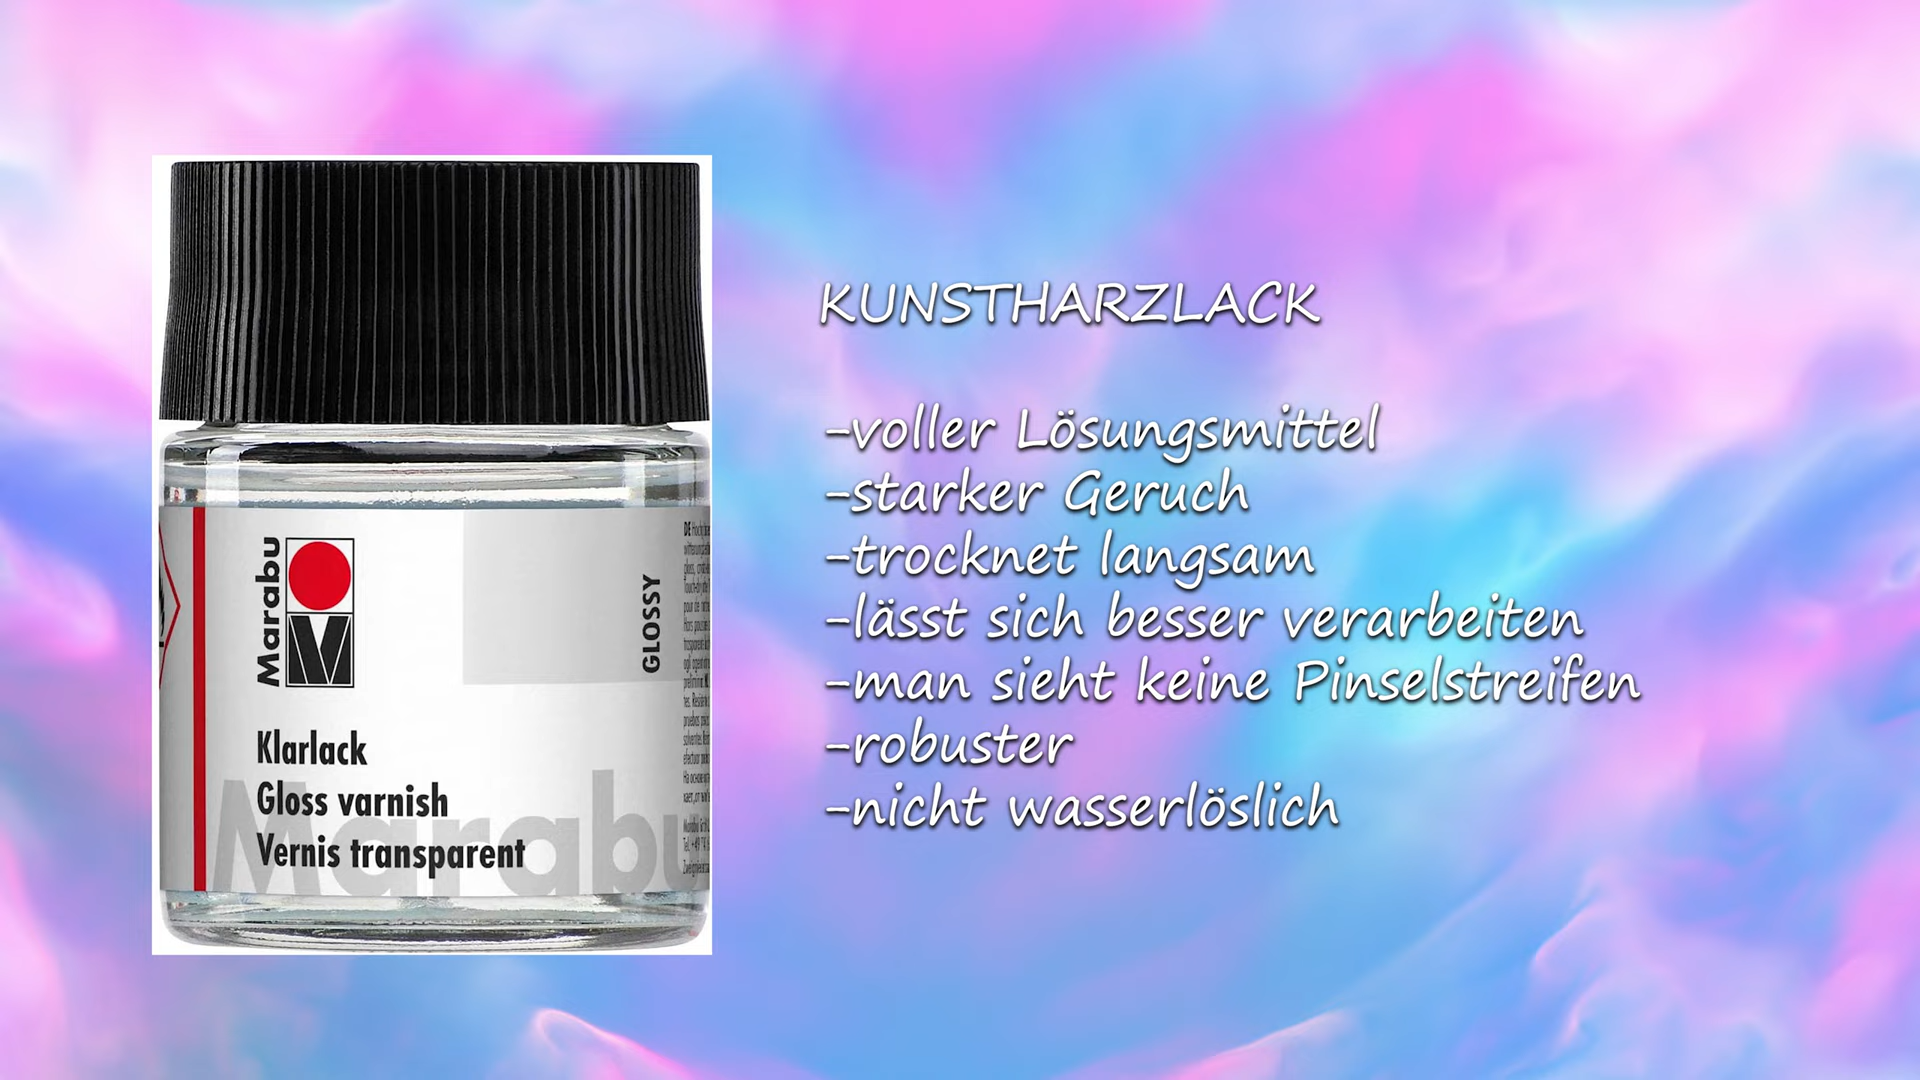 KUNSTHARZLACK
-voller Lösungsmittel
-starker Geruch
-trocknet langsam
-lässt sich besser verarbeiten
-man sieht keine Pinselstreifen
-robuster
-nicht wasserlöslich
Marabu
GLOSSY
Klarlack
Gloss varnish
Vernis transparent
Marabu
DE